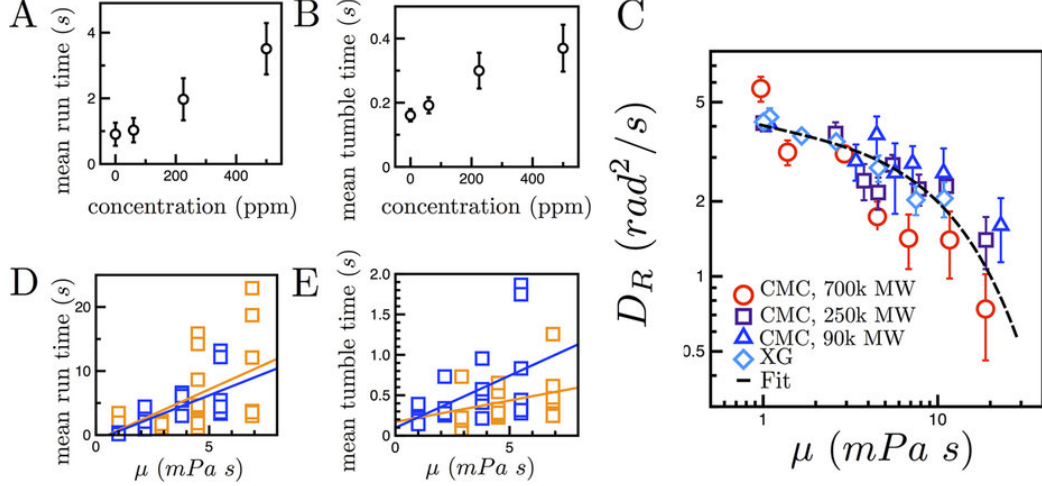 A
mean run time (s)
4
2
0
0
200
400
concentration (ppm)
B
mean tumble time (s)
0.4
0.2
0
0
200
400
concentration (ppm)
C
D_R (rad²/s)
5
2
1
0.5
CMC, 700k MW
CMC, 250k MW
CMC, 90k MW
XG
Fit
1
10
μ (mPa s)
D
mean run time (s)
20
10
0
0
5
μ (mPa s)
E
mean tumble time (s)
2.0
1.5
1.0
0.5
0
0
5
μ (mPa s)